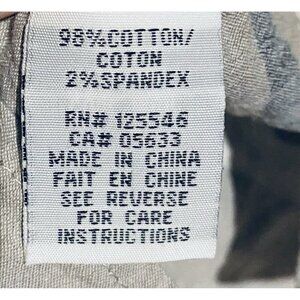 98%COTTON/
COTON
2%SPANDEX
RN# 125546
CA# 05633
MADE IN CHINA
FAIT EN CHINE
SEE REVERSE
FOR CARE
INSTRUCTIONS